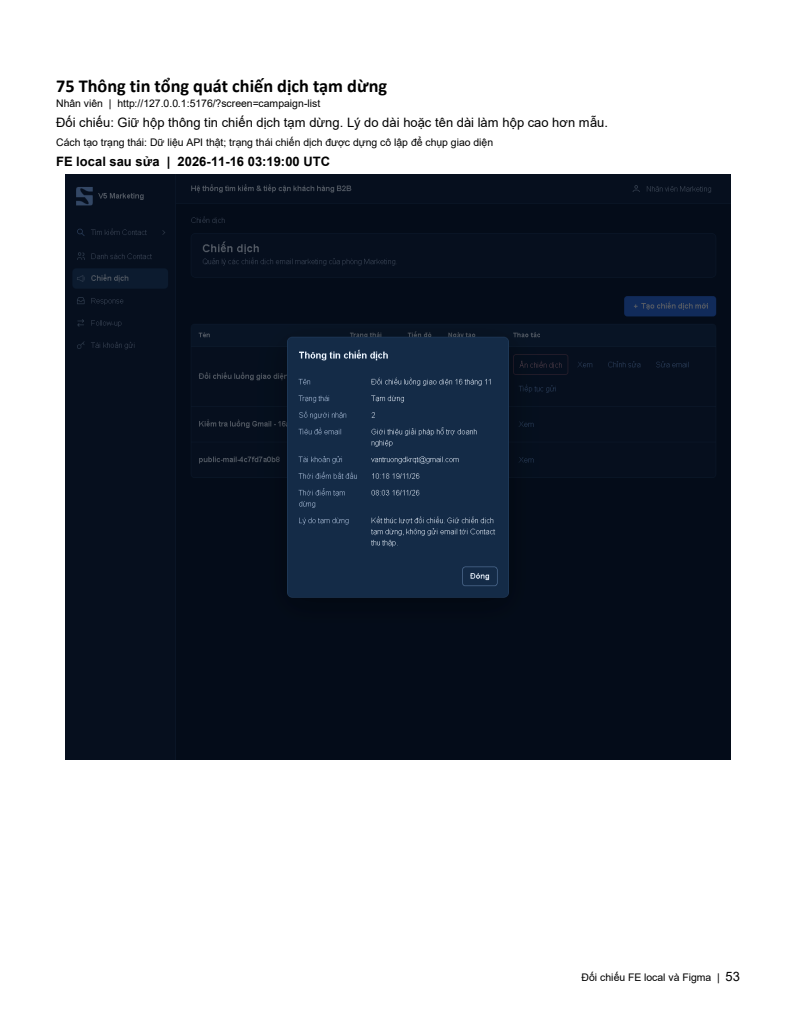 75 Thông tin tổng quát chiến dịch tạm dừng
Nhân viên | http://127.0.0.1:5176/?screen=campaign-list
Đối chiếu: Giữ hộp thông tin chiến dịch tạm dừng. Lý do dài hoặc tên dài làm hộp cao hơn mẫu.
Cách tạo trạng thái: Dữ liệu API thật; trạng thái chiến dịch được dựng cô lập để chụp giao diện
FE local sau sửa | 2026-11-16 03:19:00 UTC
V5 Marketing
Hệ thống tìm kiếm & tiếp cận khách hàng B2B
Nhân viên Marketing
Tìm kiếm Contact
Danh sách Contact
Chiến dịch
Response
Follow-up
Tài khoản gửi
Chiến dịch
Chiến dịch
Quản lý các chiến dịch email marketing của phòng Marketing.
+ Tạo chiến dịch mới
Tên Trạng thái Tiến độ Ngày tạo Thao tác
Đối chiếu luồng giao diện
Ẩn chiến dịch Xem Chỉnh sửa Sửa email
Tiếp tục gửi
Kiểm tra luồng Gmail - 16
Xem
public-mail-4c7fd7a0b8
Xem
Thông tin chiến dịch
Tên Đối chiếu luồng giao diện 16 tháng 11
Trạng thái Tạm dừng
Số người nhận 2
Tiêu đề email Giới thiệu giải pháp hỗ trợ doanh
nghiệp
Tài khoản gửi vantruongdkrqt@gmail.com
Thời điểm bắt đầu 10:18 19/11/26
Thời điểm tạm 08:03 16/11/26
dừng
Lý do tạm dừng Kết thúc lượt đối chiếu. Giữ chiến dịch
tạm dừng, không gửi email tới Contact
thu thập.
Đóng
Đối chiếu FE local và Figma | 53